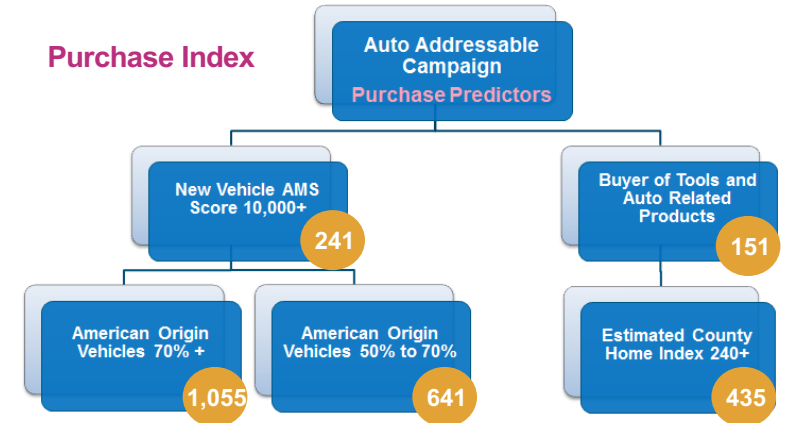 Purchase Index
Auto Addressable
Campaign
Purchase Predictors
New Vehicle AMS
Score 10,000+
241
Buyer of Tools and
Auto Related
Products
151
American Origin
Vehicles 70% +
1,055
American Origin
Vehicles 50% to 70%
641
Estimated County
Home Index 240+
435